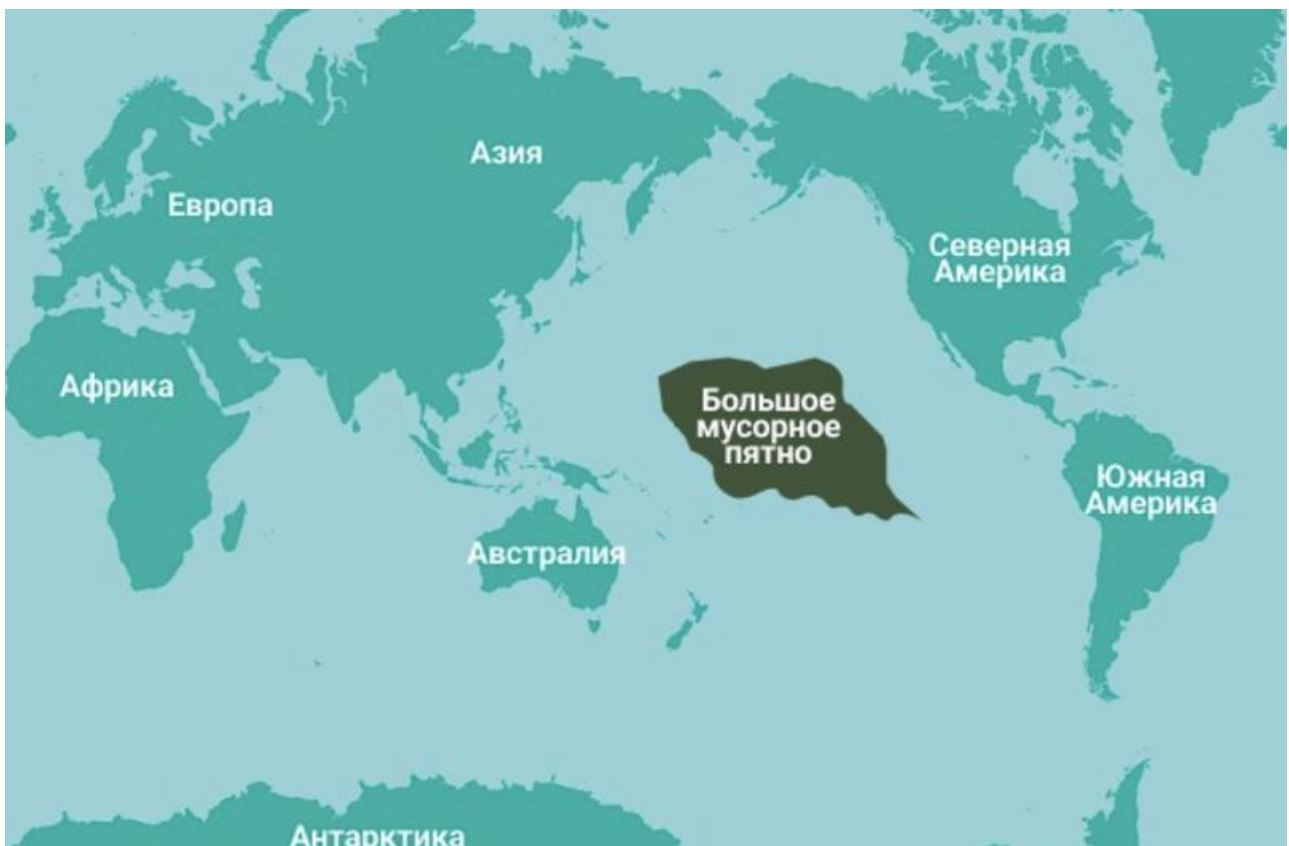 Азия
Европа
Северная
Америка
Африка
Большое
мусорное
пятно
Южная
Америка
Австралия
Антарктика